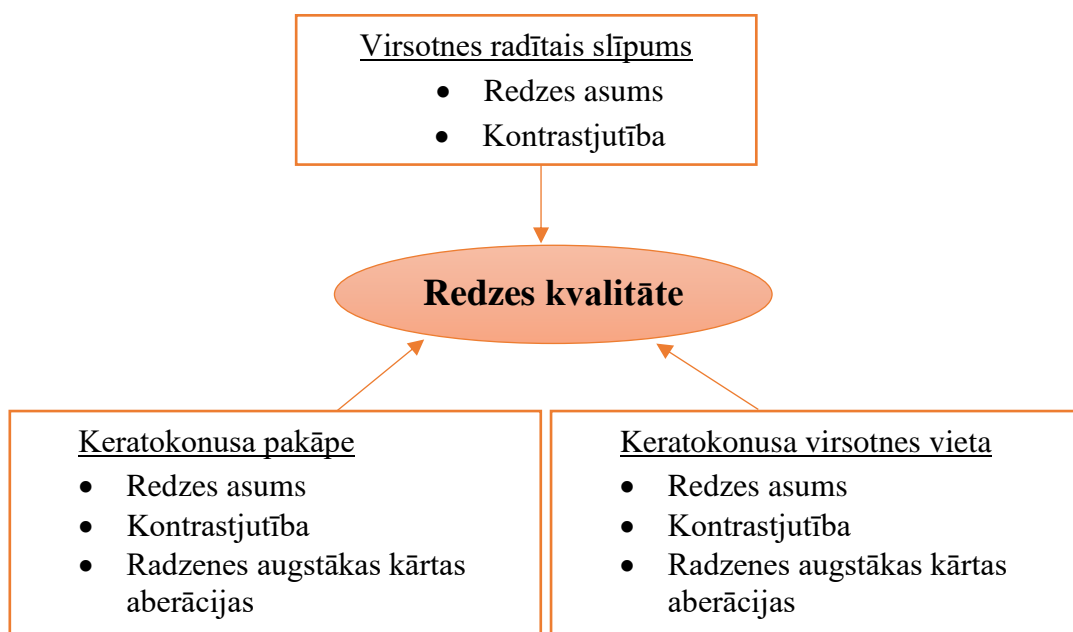 Virsotnes radītais slīpums
• Redzes asums
• Kontrastjutība
Redzes kvalitāte
Keratokonusa pakāpe
• Redzes asums
• Kontrastjutība
• Radzenes augstākas kārtas
aberācijas
Keratokonusa virsotnes vieta
• Redzes asums
• Kontrastjutība
• Radzenes augstākas kārtas
aberācijas